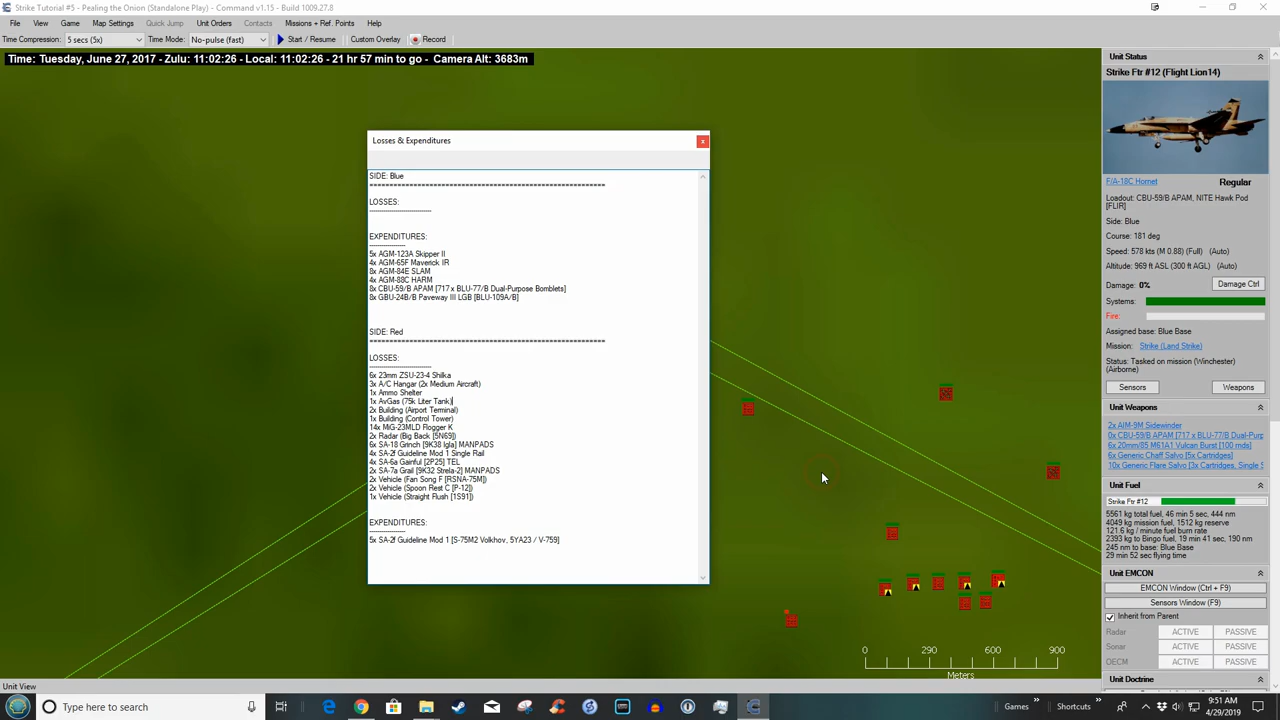 Strike Tutorial #5 - Pealing the Onion (Standalone Play) - Command v1.15 - Build 1009.27.8
File View Game Map Settings Quick Jump Unit Orders Contacts Missions + Ref. Points Help
Time Compression: 5 secs (5x) Time Mode: No-pulse (fast) Start / Resume Custom Overlay Record
Time: Tuesday, June 27, 2017 - Zulu: 11:02:26 - Local: 11:02:26 - 21 hr 57 min to go - Camera Alt: 3683m
Losses & Expenditures
x
SIDE: Blue
===========================================================
LOSSES:
-------------------------------
EXPENDITURES:
------------------
5x AGM-123A Skipper II
4x AGM-65F Maverick IR
8x AGM-84E SLAM
4x AGM-88C HARM
8x CBU-59/B APAM [717 x BLU-77/B Dual-Purpose Bomblets]
8x GBU-24B/B Paveway III LGB [BLU-109A/B]
SIDE: Red
===========================================================
LOSSES:
-------------------------------
6x 23mm ZSU-23-4 Shilka
3x A/C Hangar (2x Medium Aircraft)
1x Ammo Shelter
1x AvGas (75k Liter Tank)
2x Building (Airport Terminal)
1x Building (Control Tower)
14x MiG-23MLD Flogger K
2x Radar (Big Back [5N69])
6x SA-18 Grinch [9K38 Igla] MANPADS
4x SA-2f Guideline Mod 1 Single Rail
4x SA-6a Gainful [2P25] TEL
2x SA-7a Grail [9K32 Strela-2] MANPADS
2x Vehicle (Fan Song F [RSNA-75M])
2x Vehicle (Spoon Rest C [P-12])
1x Vehicle (Straight Flush [1S91])
EXPENDITURES:
------------------
5x SA-2f Guideline Mod 1 [S-75M2 Volkhov, 5YA23 / V-759]
0 290 600 900
Meters
Unit View
Unit Status
Strike Ftr #12 (Flight Lion14)
F/A-18C Hornet Regular
Loadout: CBU-59/B APAM, NITE Hawk Pod
[FLIR]
Side: Blue
Course: 181 deg
Speed: 578 kts (M 0.88) (Full) (Auto)
Altitude: 969 ft ASL (300 ft AGL) (Auto)
Damage: 0% Damage Ctrl
Systems:
Fire:
Assigned base: Blue Base
Mission: Strike (Land Strike)
Status: Tasked on mission (Winchester)
(Airborne)
Sensors Weapons
Unit Weapons
2x AIM-9M Sidewinder
0x CBU-59/B APAM [717 x BLU-77/B Dual-Purp
6x 20mm/85 M61A1 Vulcan Burst [100 rnds]
6x Generic Chaff Salvo [5x Cartridges]
10x Generic Flare Salvo [3x Cartridges, Single S
Unit Fuel
Strike Ftr #12
5561 kg total fuel, 46 min 5 sec, 444 nm
4049 kg mission fuel, 1512 kg reserve
121.6 kg / minute fuel burn rate
2393 kg to Bingo fuel, 19 min 41 sec, 190 nm
245 nm to base: Blue Base
29 min 52 sec flying time
Unit EMCON
EMCON Window (Ctrl + F9)
Sensors Window (F9)
Inherit from Parent
Radar ACTIVE PASSIVE
Sonar ACTIVE PASSIVE
OECM ACTIVE PASSIVE
Unit Doctrine
Type here to search
Games Shortcuts
9:51 AM
4/29/2019